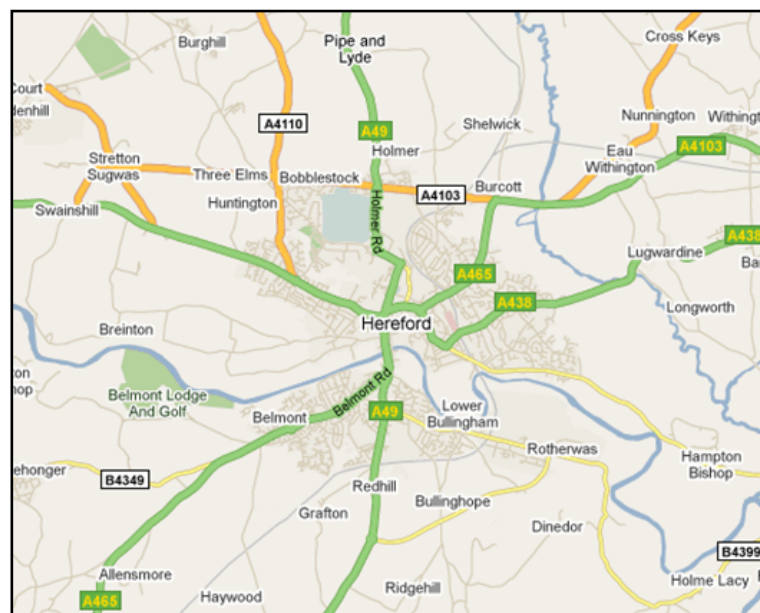 Cross Keys
Burghill
Pipe and
Lyde
Court
denhill
Nunnington
Withingt
A4110
Shelwick
A49
Holmer
A4103
Eau
Withington
Stretton
Sugwas
Three Elms
Bobblestock
Burcott
A4103
Huntington
Swainshill
Holmer Rd
A438
Lugwardine
Ba
A465
A438
Longworth
Hereford
Breinton
ton
hop
Belmont Lodge
And Golf
Belmont Rd
Belmont
A49
Lower
Bullingham
Rotherwas
Hampton
Bishop
ehonger
B4349
Redhill
Bullinghope
Grafton
Dinedor
B4399
Allensmore
Holme Lacy
Ridgehill
Haywood
A465